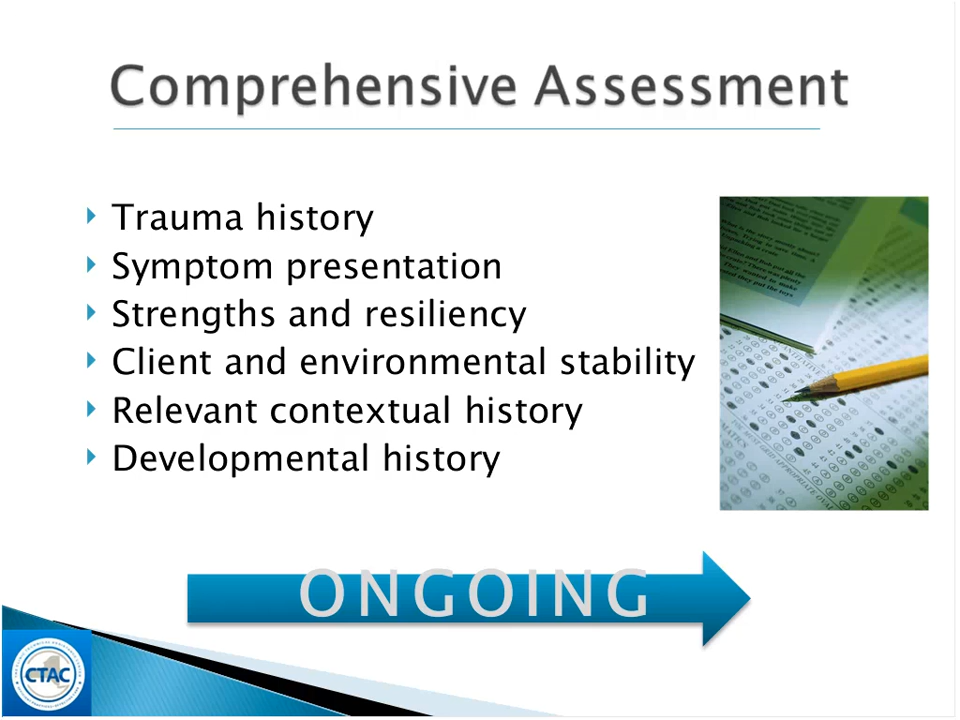 Comprehensive Assessment
Trauma history
Symptom presentation
Strengths and resiliency
Client and environmental stability
Relevant contextual history
Developmental history
ONGOING
CTAC